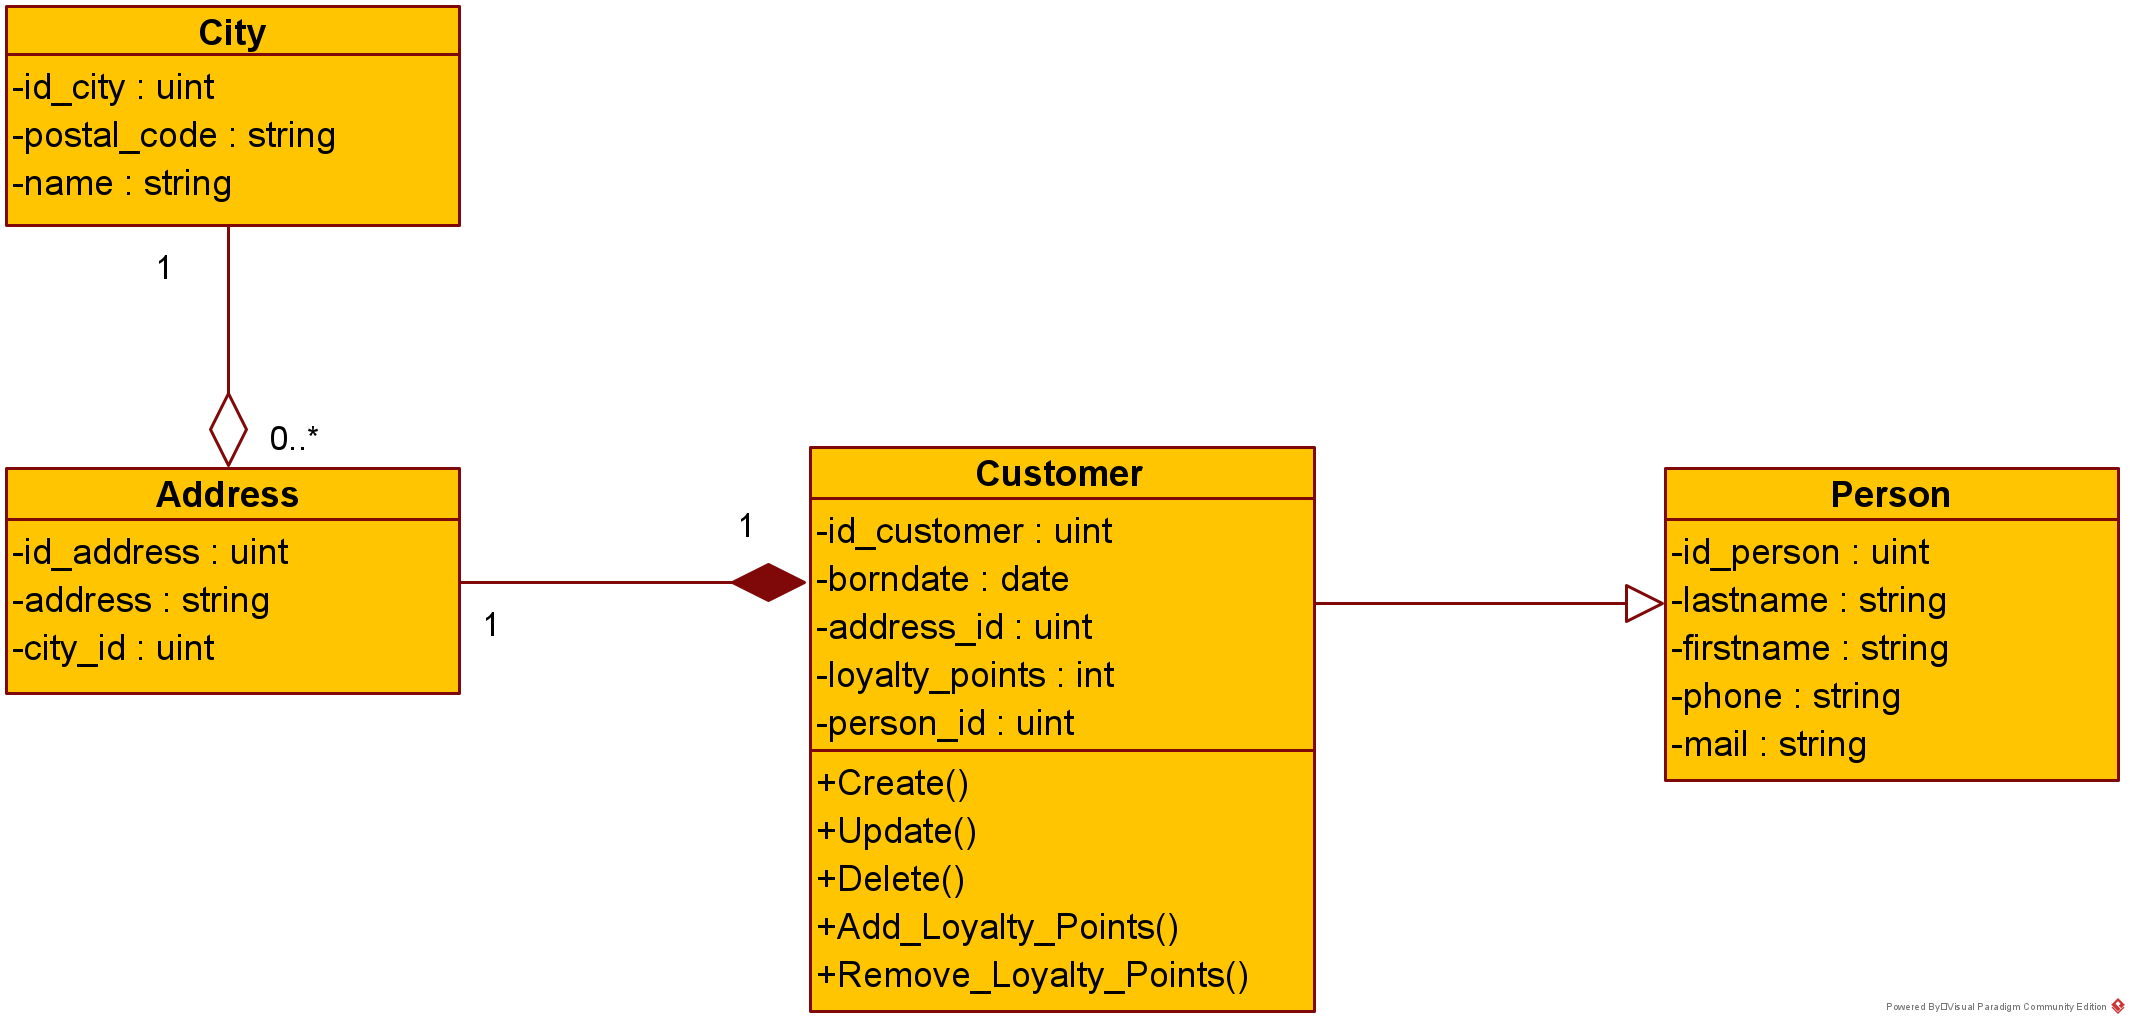 City
-id_city : uint
-postal_code : string
-name : string
1
0..*
Address
-id_address : uint
-address : string
-city_id : uint
1
1
Customer
-id_customer : uint
-borndate : date
-address_id : uint
-loyalty_points : int
-person_id : uint
+Create()
+Update()
+Delete()
+Add_Loyalty_Points()
+Remove_Loyalty_Points()
Person
-id_person : uint
-lastname : string
-firstname : string
-phone : string
-mail : string
Powered By□Visual Paradigm Community Edition